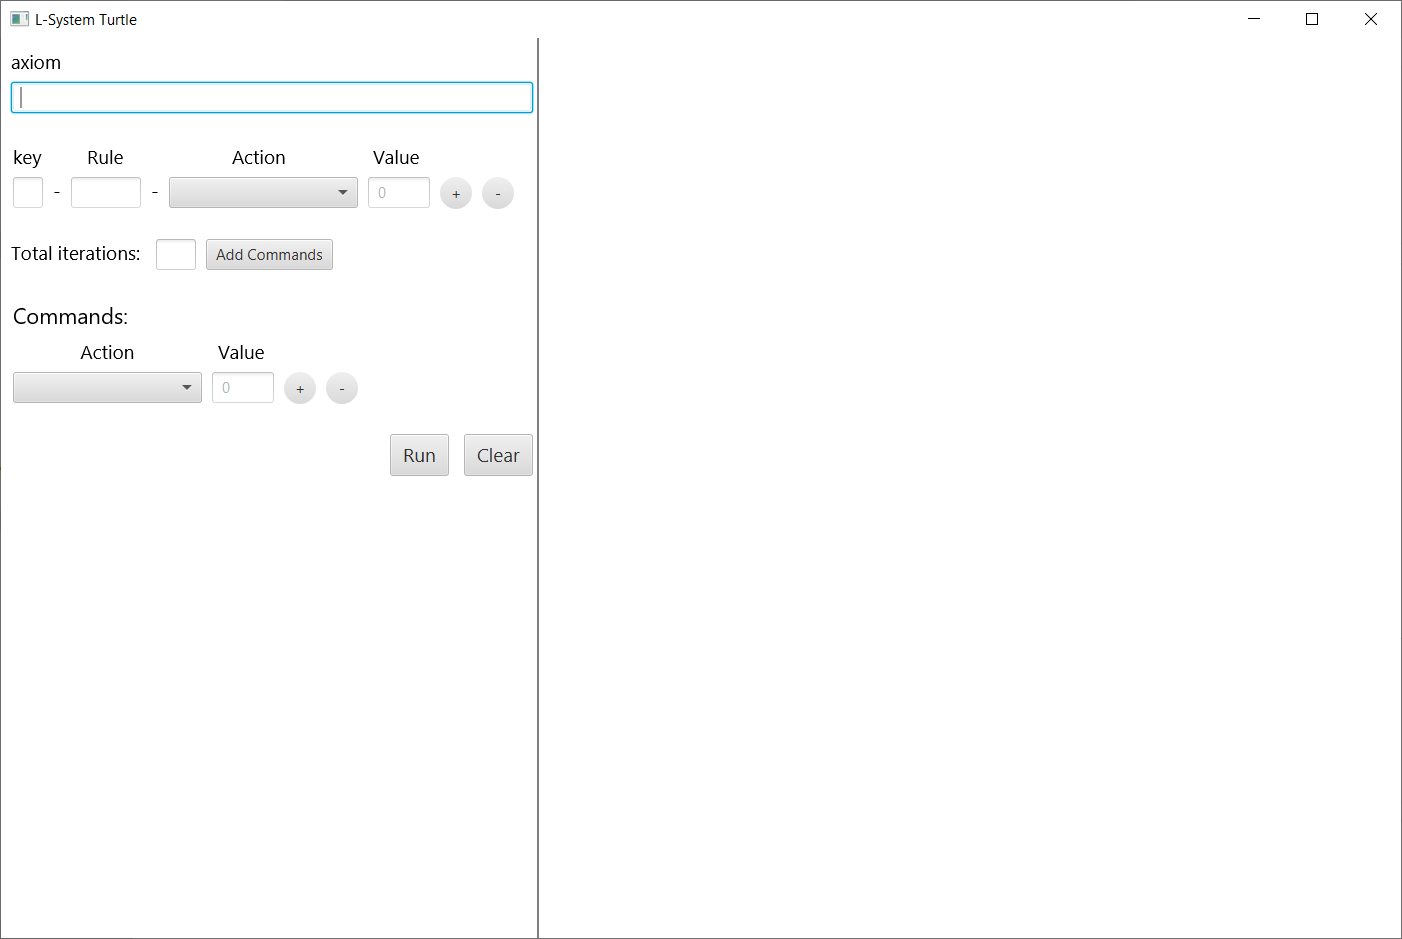 L-System Turtle
axiom
key Rule Action Value
- - 0 + -
Total iterations: Add Commands
Commands:
Action Value
0 + -
Run Clear